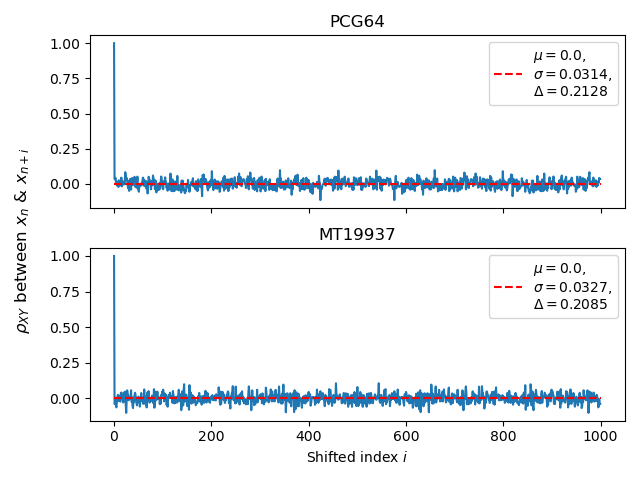 PCG64
1.00
0.75
0.50
0.25
0.00
μ = 0.0,
σ = 0.0314,
Δ = 0.2128
ρXY between xn & xn + i
MT19937
1.00
0.75
0.50
0.25
0.00
μ = 0.0,
σ = 0.0327,
Δ = 0.2085
0 200 400 600 800 1000
Shifted index i